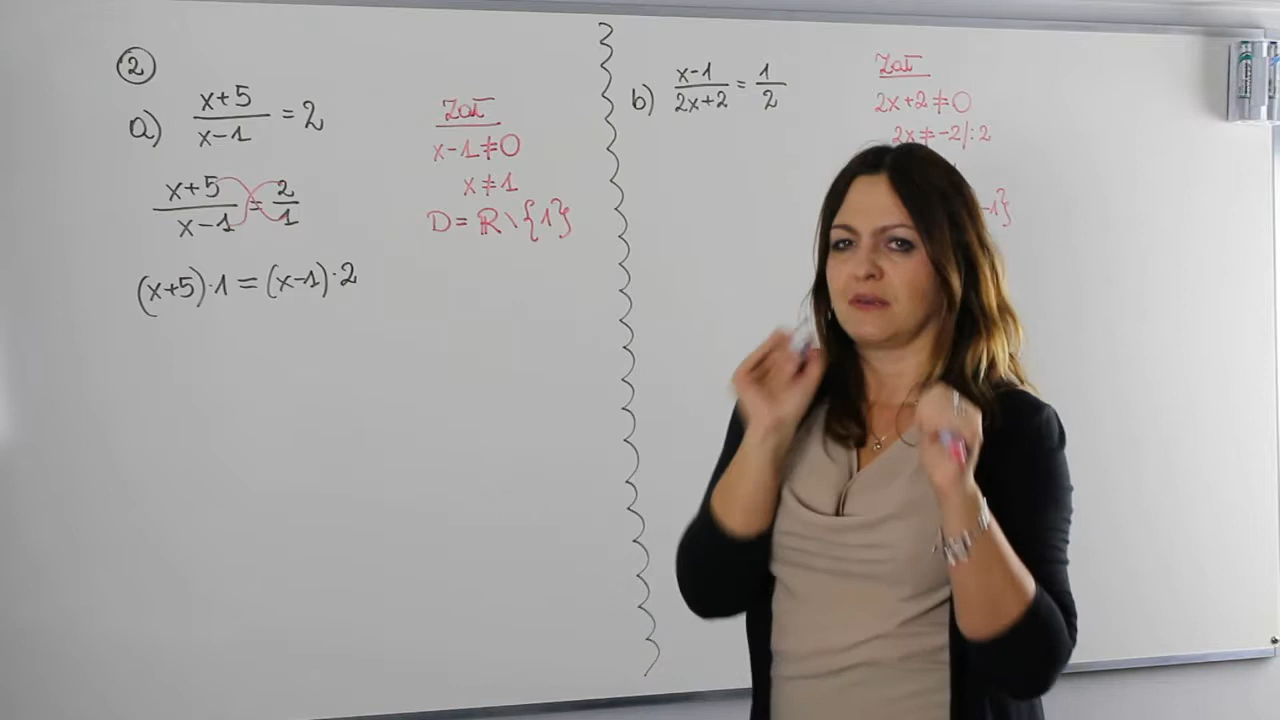 ②
a) x+5/x-1 = 2
x+5/x-1 = 2/1
(x+5)·1 = (x-1)·2
Zał
x-1≠0
x≠1
D=ℝ\{1}
b) x-1/2x+2 = 1/2
Zał
2x+2≠0
2x≠-2/:2
-1}